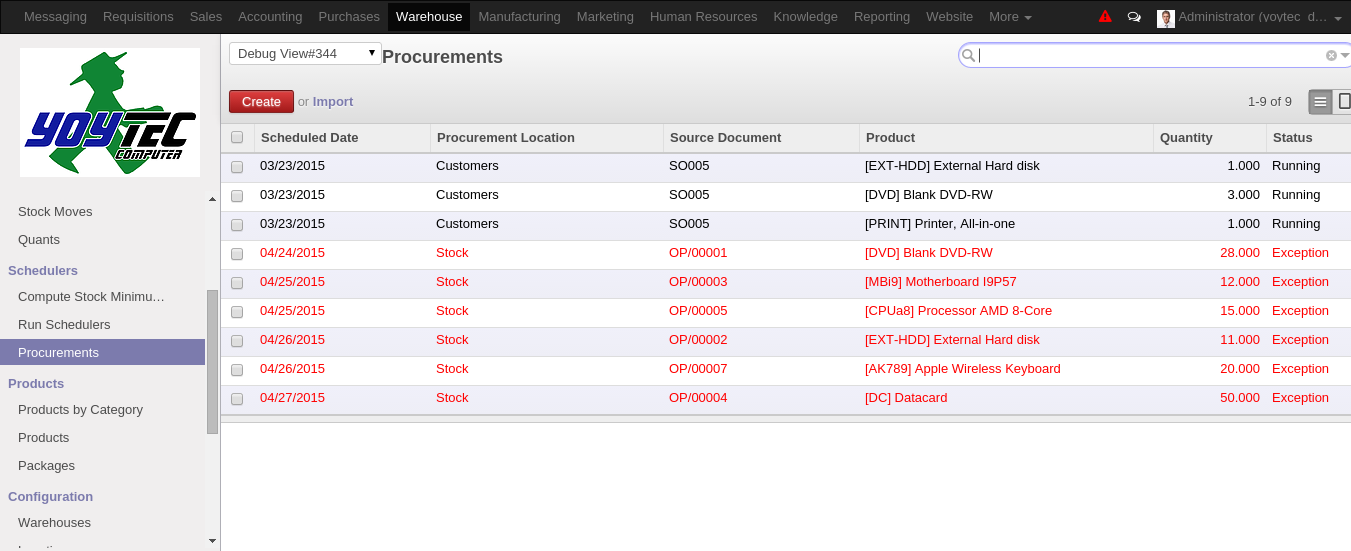 Messaging Requisitions Sales Accounting Purchases Warehouse Manufacturing Marketing Human Resources Knowledge Reporting Website More Administrator (yoytec_d…
YOYTEC
COMPUTER
Stock Moves
Quants
Schedulers
Compute Stock Minimu…
Run Schedulers
Procurements
Products
Products by Category
Products
Packages
Configuration
Warehouses
Debug View#344 Procurements
Create or Import 1-9 of 9
Scheduled Date Procurement Location Source Document Product Quantity Status
03/23/2015 Customers SO005 [EXT-HDD] External Hard disk 1.000 Running
03/23/2015 Customers SO005 [DVD] Blank DVD-RW 3.000 Running
03/23/2015 Customers SO005 [PRINT] Printer, All-in-one 1.000 Running
04/24/2015 Stock OP/00001 [DVD] Blank DVD-RW 28.000 Exception
04/25/2015 Stock OP/00003 [MBi9] Motherboard I9P57 12.000 Exception
04/25/2015 Stock OP/00005 [CPUa8] Processor AMD 8-Core 15.000 Exception
04/26/2015 Stock OP/00002 [EXT-HDD] External Hard disk 11.000 Exception
04/26/2015 Stock OP/00007 [AK789] Apple Wireless Keyboard 20.000 Exception
04/27/2015 Stock OP/00004 [DC] Datacard 50.000 Exception